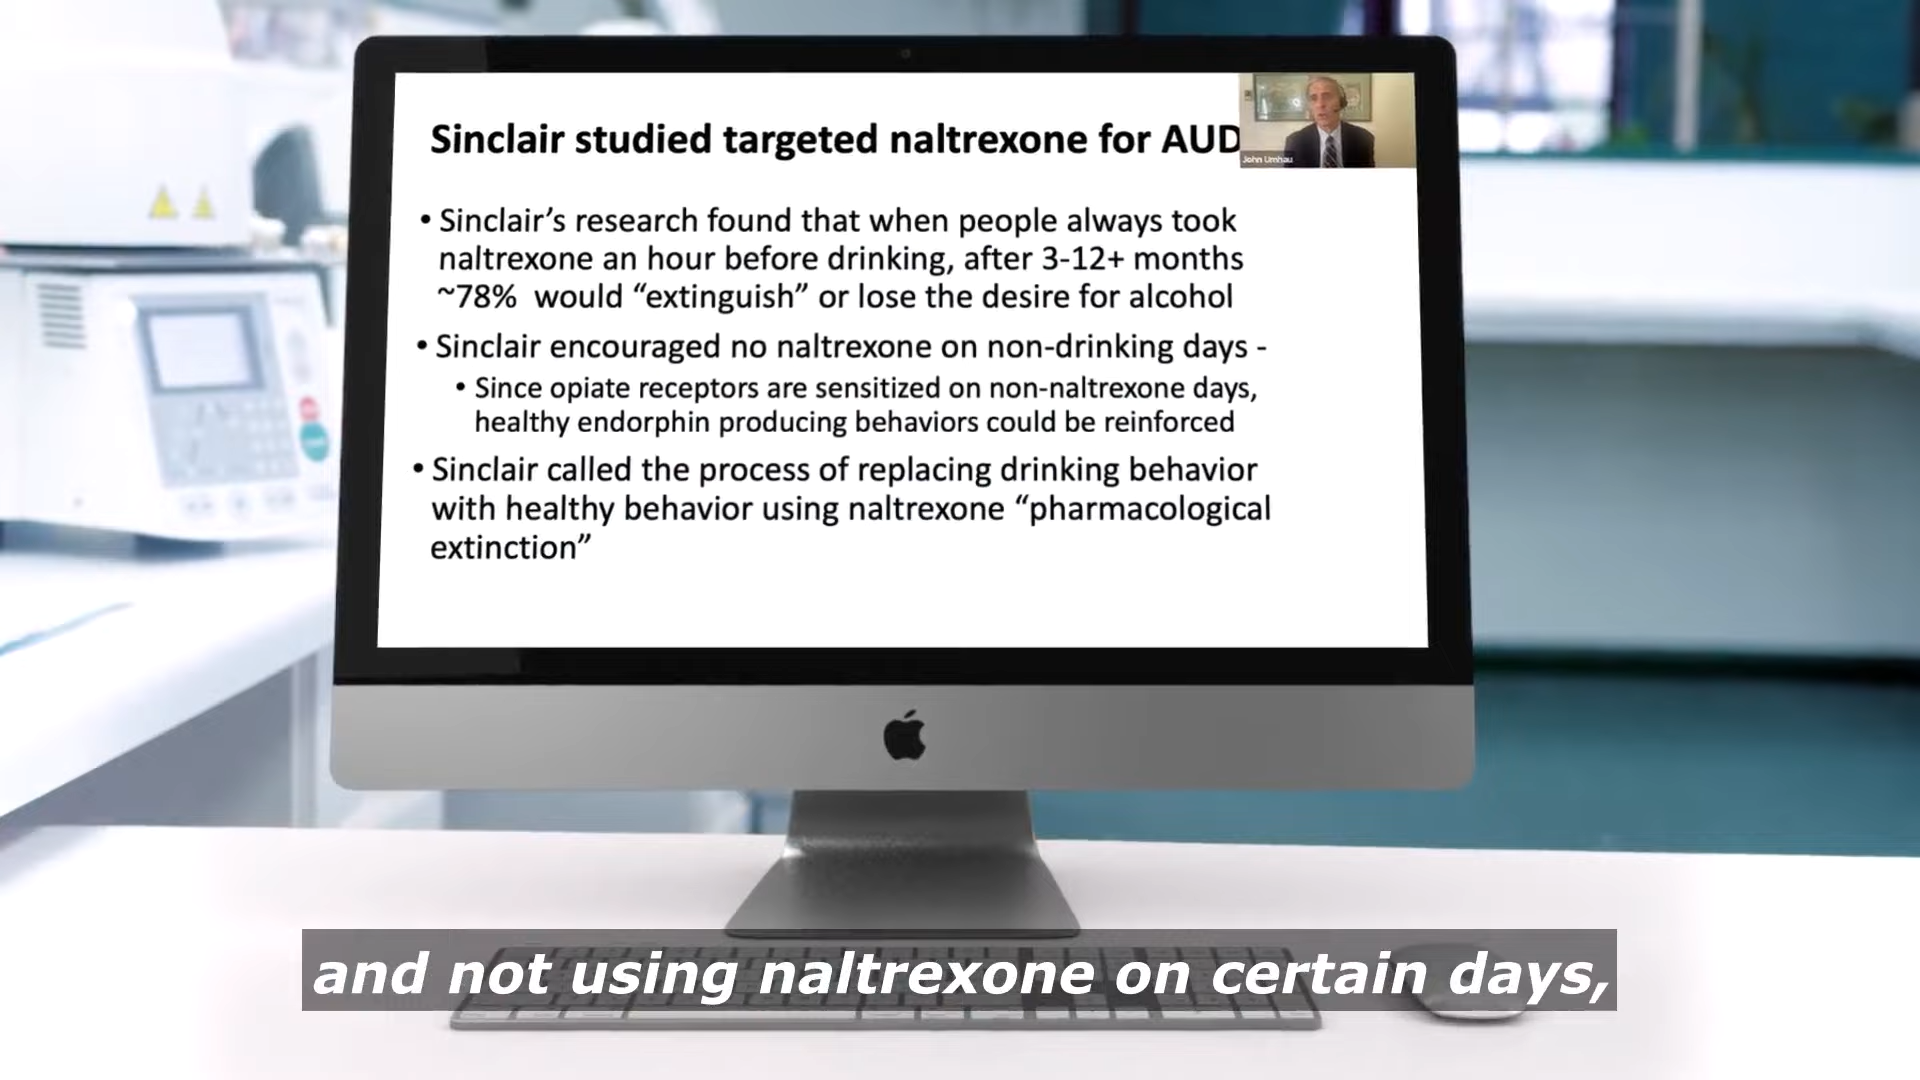 Sinclair studied targeted naltrexone for AUD
John Umhau
• Sinclair’s research found that when people always took
naltrexone an hour before drinking, after 3-12+ months
~78% would “extinguish” or lose the desire for alcohol
• Sinclair encouraged no naltrexone on non-drinking days -
• Since opiate receptors are sensitized on non-naltrexone days,
healthy endorphin producing behaviors could be reinforced
• Sinclair called the process of replacing drinking behavior
with healthy behavior using naltrexone “pharmacological
extinction”
and not using naltrexone on certain days,